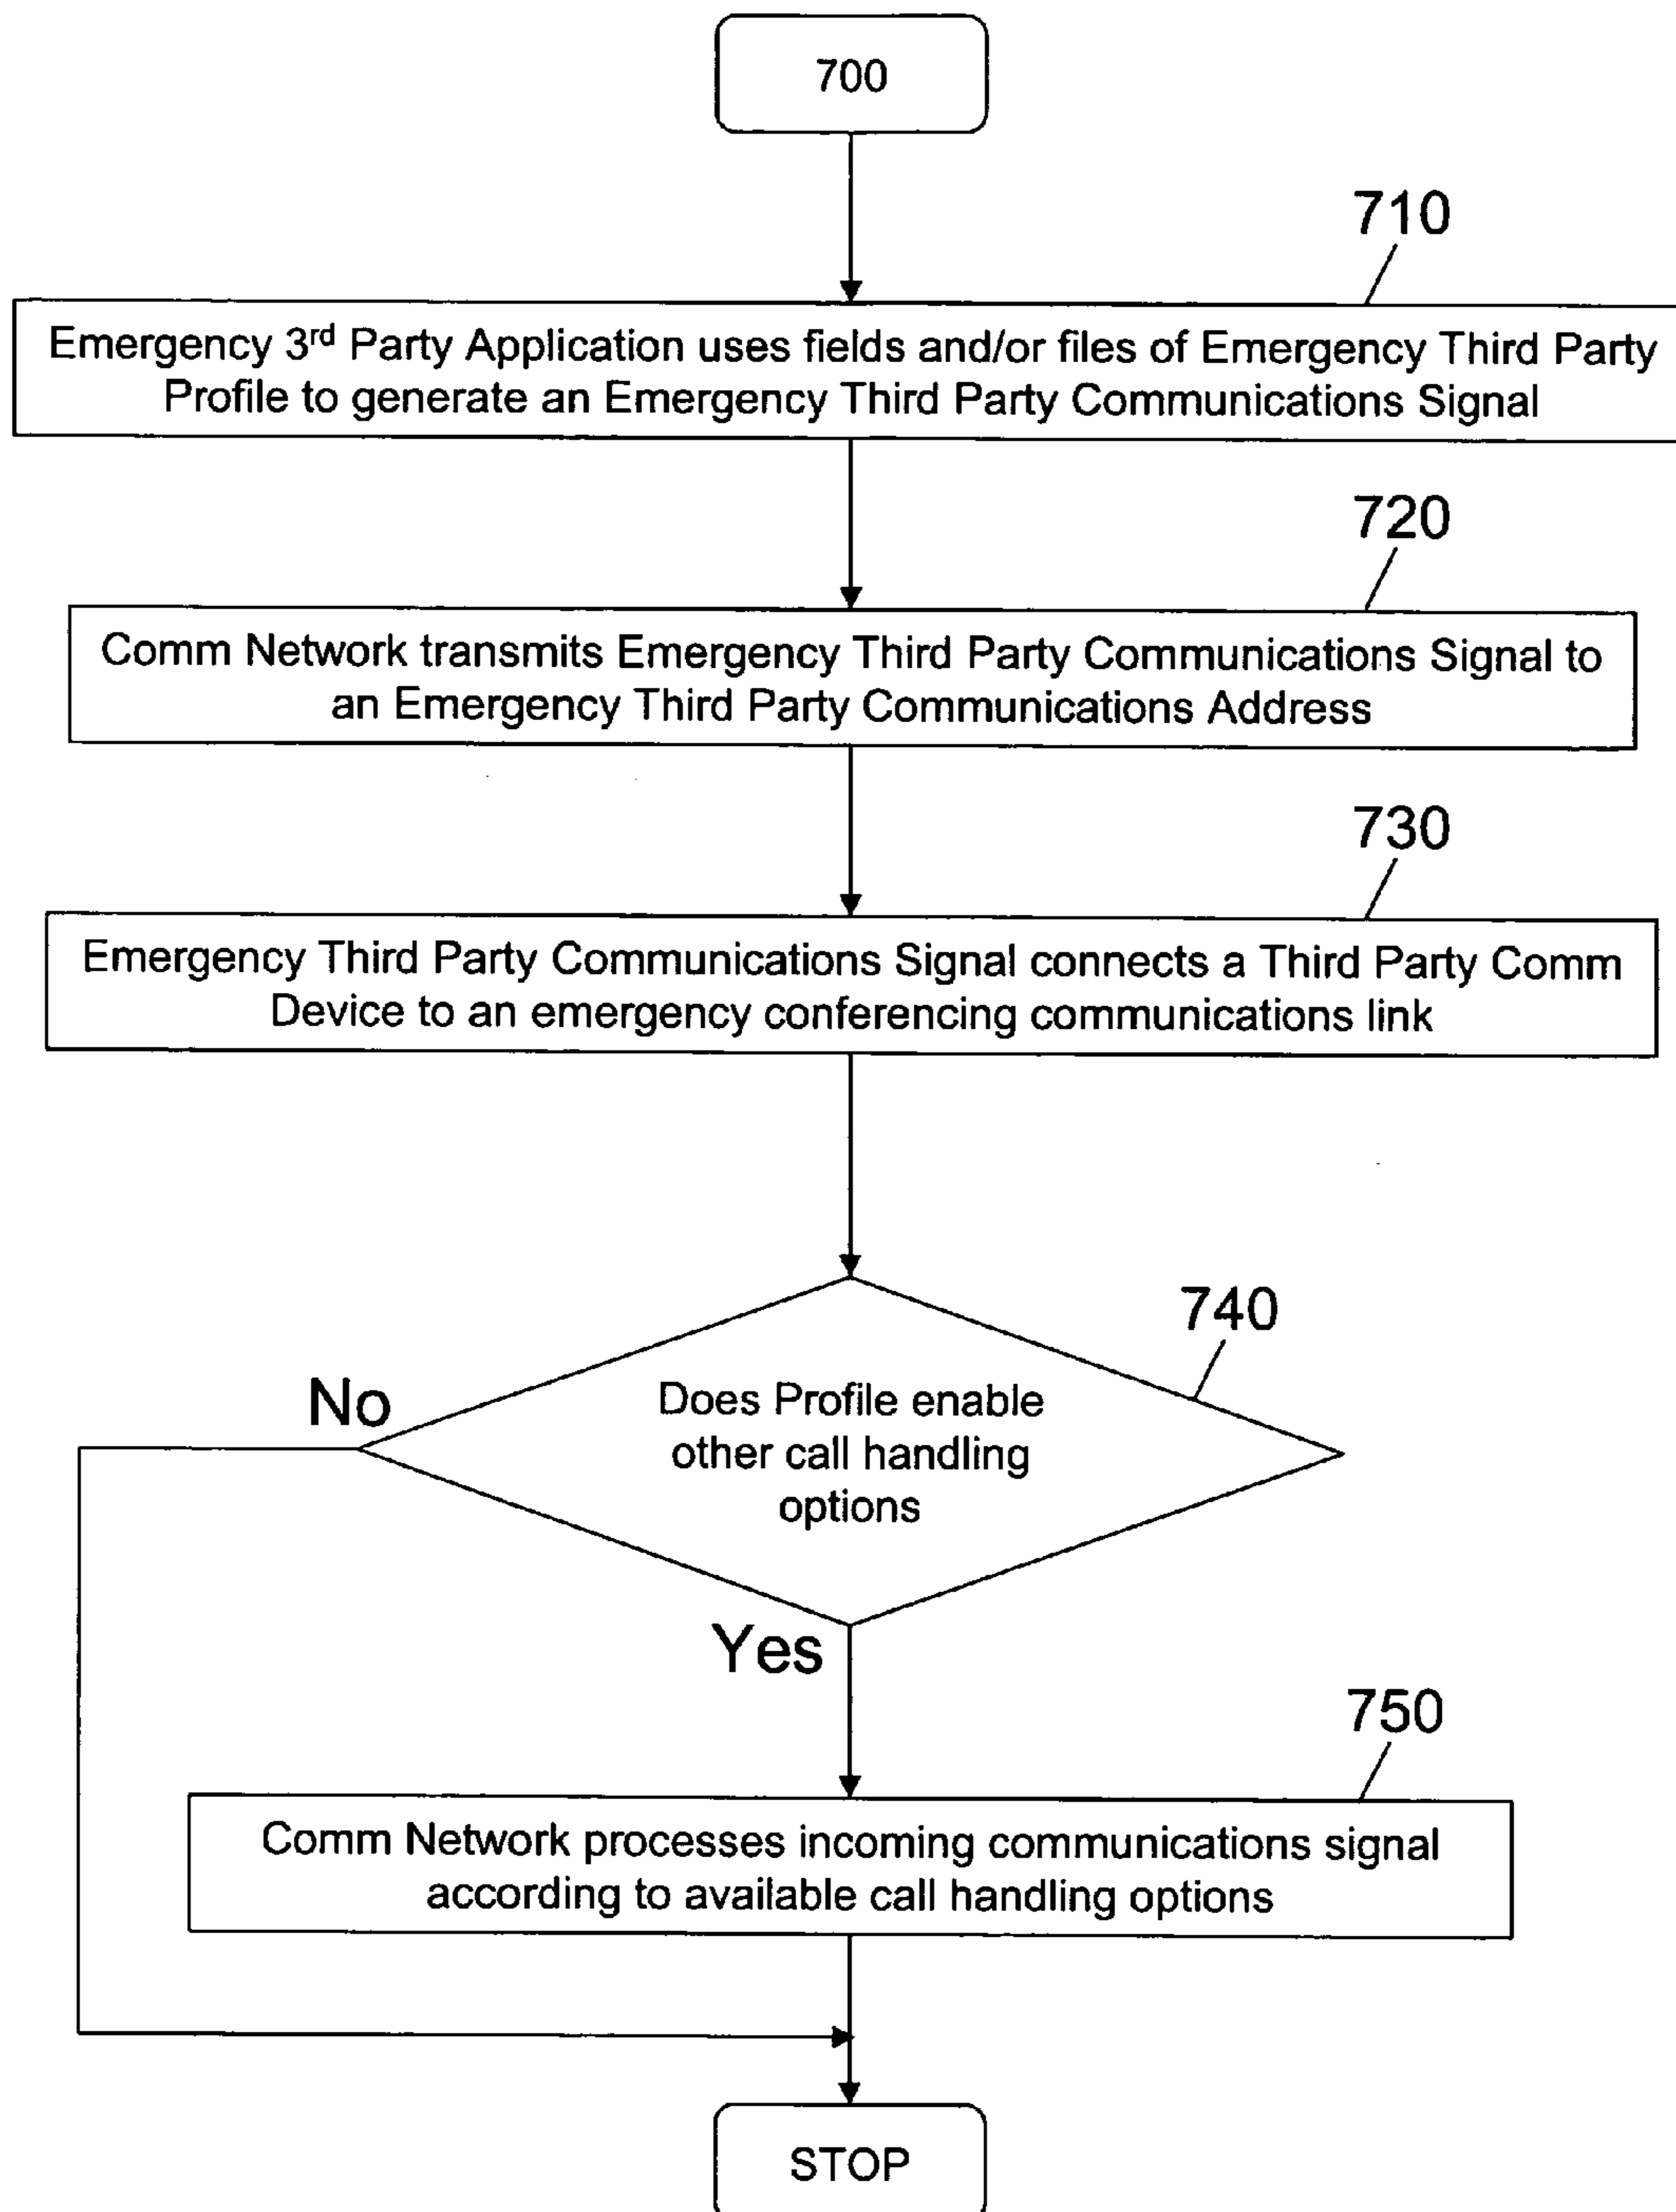 700
710
Emergency 3rd Party Application uses fields and/or files of Emergency Third Party
Profile to generate an Emergency Third Party Communications Signal
720
Comm Network transmits Emergency Third Party Communications Signal to
an Emergency Third Party Communications Address
730
Emergency Third Party Communications Signal connects a Third Party Comm
Device to an emergency conferencing communications link
740
No
Does Profile enable
other call handling
options
Yes
750
Comm Network processes incoming communications signal
according to available call handling options
STOP